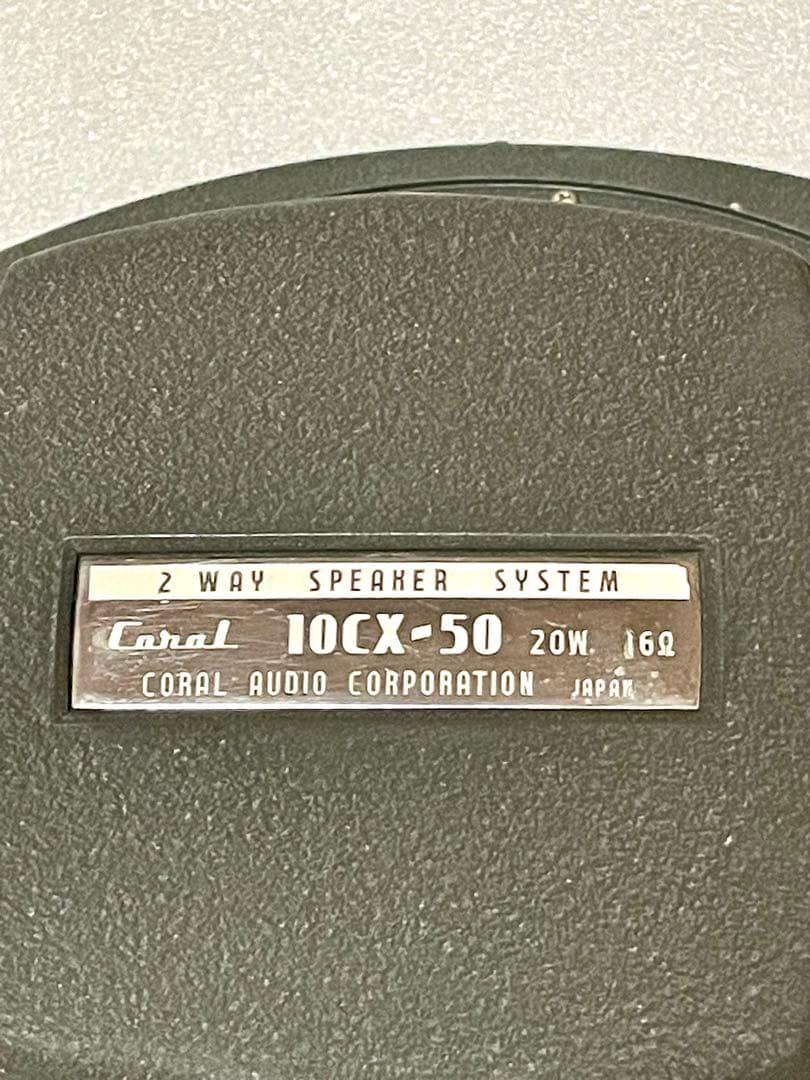 2 WAY SPEAKER SYSTEM
Coral 10CX-50 20W 16Ω
CORAL AUDIO CORPORATION JAPAN